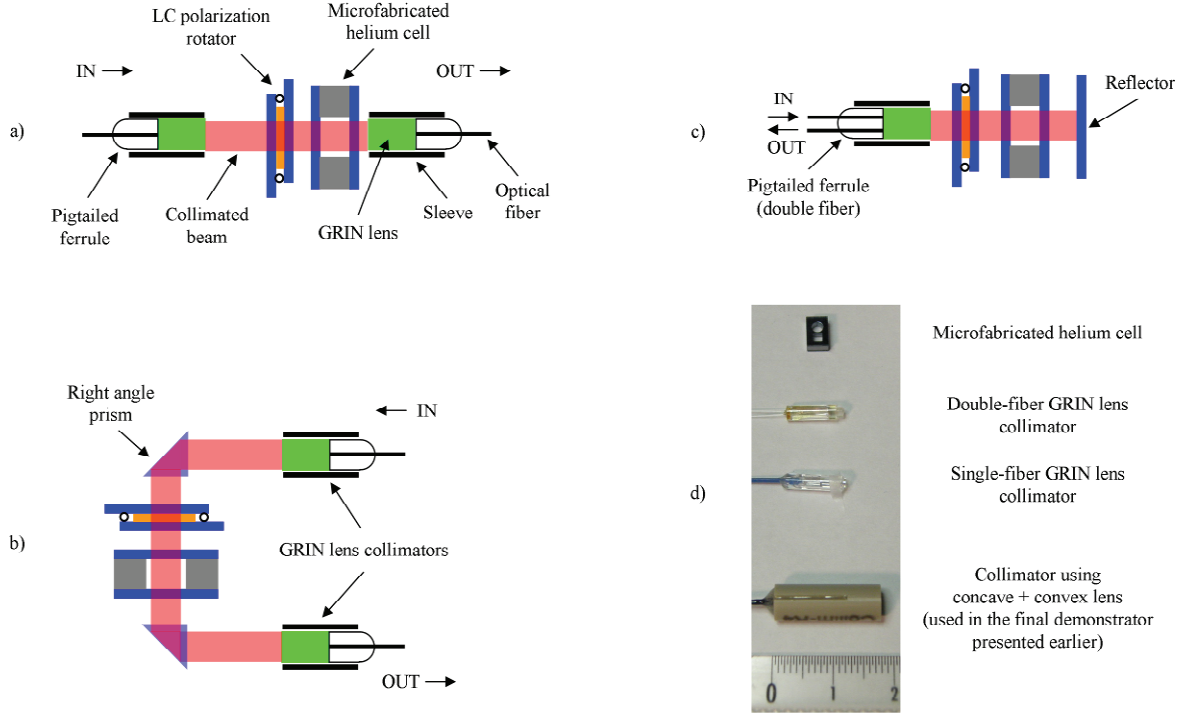 a)
LC polarization
rotator
Microfabricated
helium cell
IN
OUT
Pigtailed
ferrule
Collimated
beam
GRIN lens
Sleeve
Optical
fiber
c)
IN
OUT
Pigtailed ferrule
(double fiber)
Reflector
b)
Right angle
prism
IN
GRIN lens collimators
OUT
d)
Microfabricated helium cell
Double-fiber GRIN lens
collimator
Single-fiber GRIN lens
collimator
Collimator using
concave + convex lens
(used in the final demonstrator
presented earlier)
0 1 2